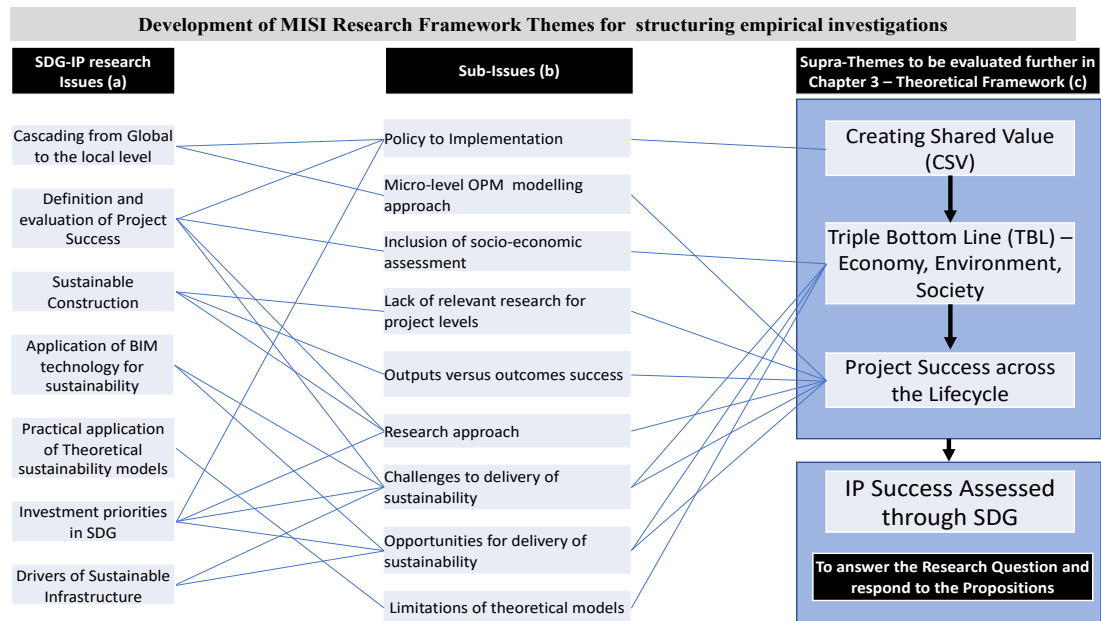 Development of MISI Research Framework Themes for structuring empirical investigations
SDG-IP research
Issues (a)
Cascading from Global
to the local level
Definition and
evaluation of Project
Success
Sustainable
Construction
Application of BIM
technology for
sustainability
Practical application
of Theoretical
sustainability models
Investment priorities
in SDG
Drivers of Sustainable
Infrastructure
Sub-Issues (b)
Policy to Implementation
Micro-level OPM modelling
approach
Inclusion of socio-economic
assessment
Lack of relevant research for
project levels
Outputs versus outcomes success
Research approach
Challenges to delivery of
sustainability
Opportunities for delivery of
sustainability
Limitations of theoretical models
Supra-Themes to be evaluated further in
Chapter 3 – Theoretical Framework (c)
Creating Shared Value
(CSV)
Triple Bottom Line (TBL) –
Economy, Environment,
Society
Project Success across
the Lifecycle
IP Success Assessed
through SDG
To answer the Research Question and
respond to the Propositions